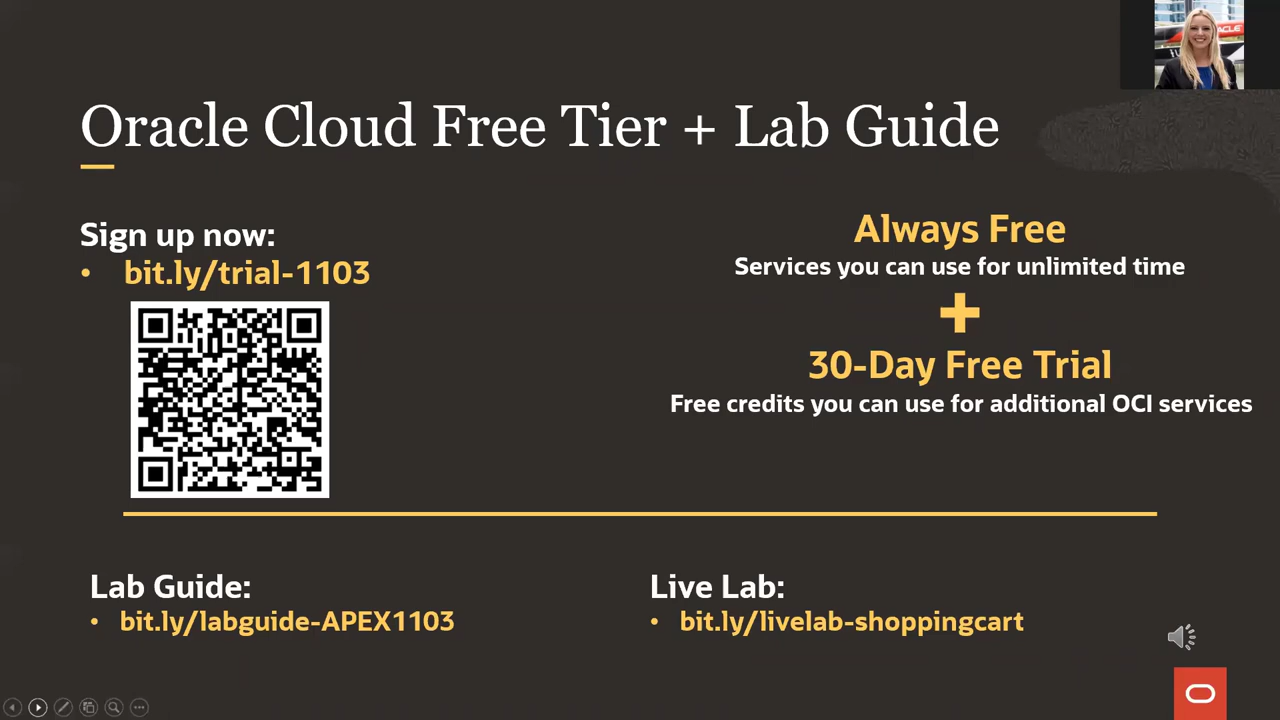 Oracle Cloud Free Tier + Lab Guide
Sign up now:
• bit.ly/trial-1103
Always Free
Services you can use for unlimited time
+
30-Day Free Trial
Free credits you can use for additional OCI services
Lab Guide:
• bit.ly/labguide-APEX1103
Live Lab:
• bit.ly/livelab-shoppingcart